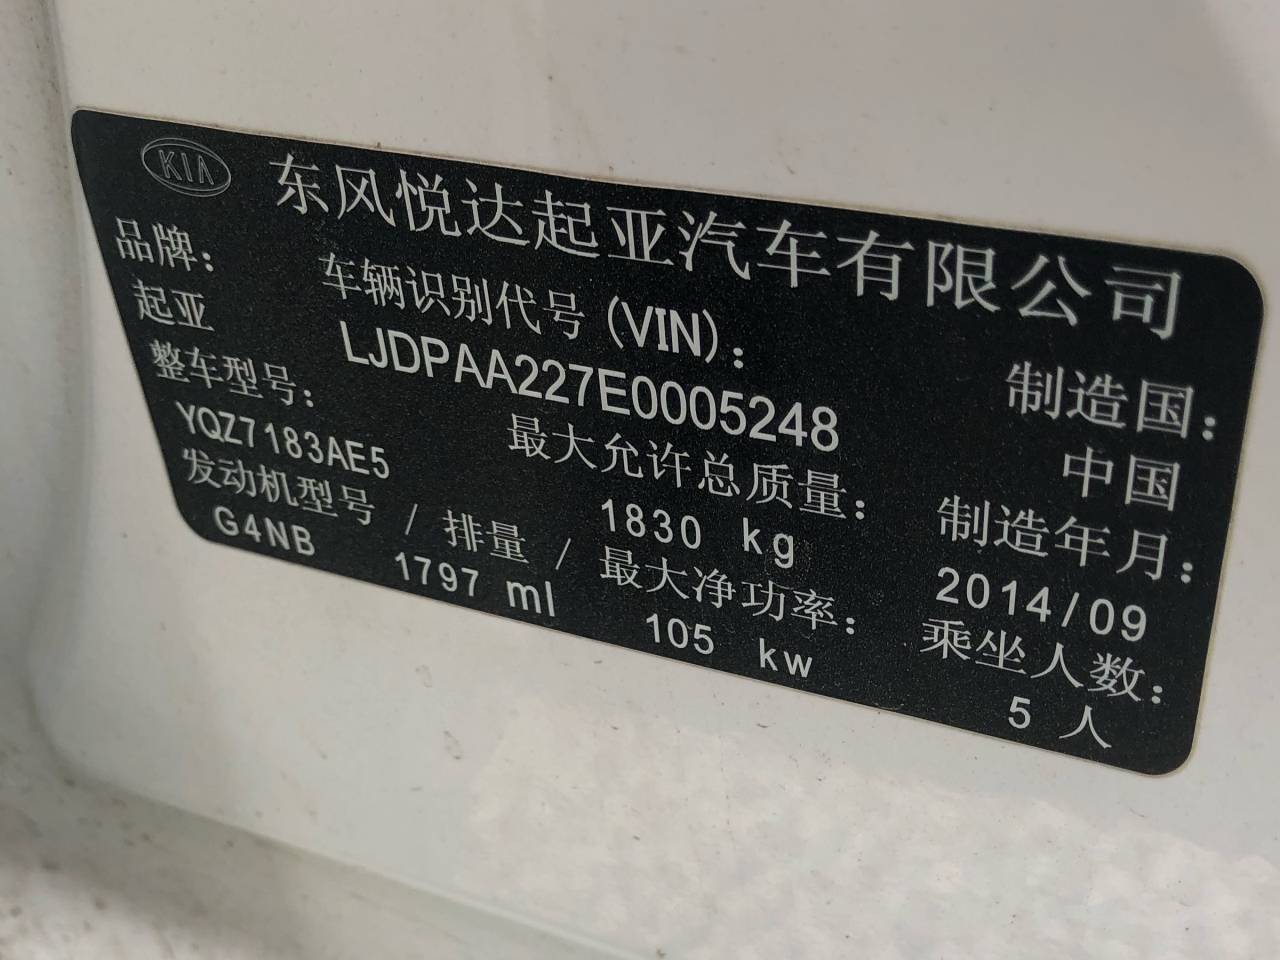 KIA 东风悦达起亚汽车有限公司
品牌： 车辆识别代号 (VIN)： 制造国：
起亚 LJDPAA227E0005248 中国
整车型号： 最大允许总质量： 制造年月：
YQZ7183AE5 1830 kg 2014/09
发动机型号 / 排量 / 最大净功率： 乘坐人数：
G4NB 1797 ml 105 kw 5 人